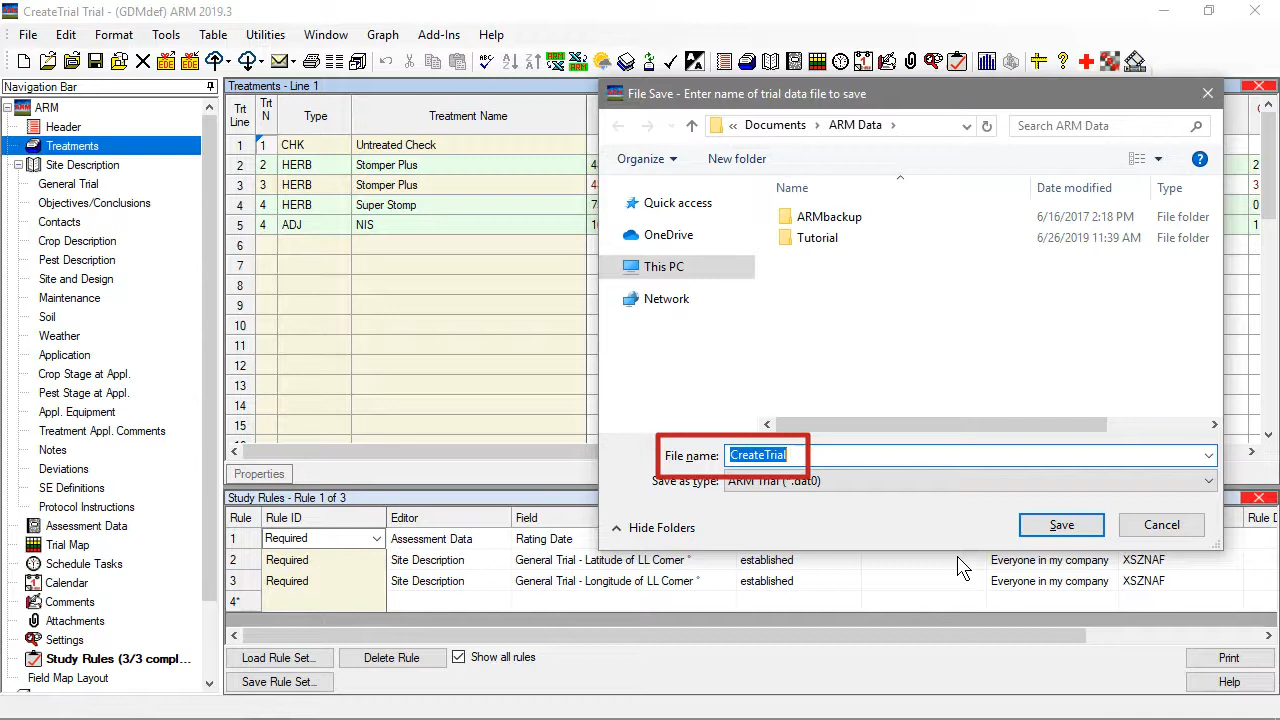 CreateTrial Trial - (GDMdef) ARM 2019.3
File Edit Format Tools Table Utilities Window Graph Add-Ins Help
Navigation Bar
ARM
Header
Treatments
Site Description
General Trial
Objectives/Conclusions
Contacts
Crop Description
Pest Description
Site and Design
Maintenance
Soil
Weather
Application
Crop Stage at Appl.
Pest Stage at Appl.
Appl. Equipment
Treatment Appl. Comments
Notes
Deviations
SE Definitions
Protocol Instructions
Assessment Data
Trial Map
Schedule Tasks
Calendar
Comments
Attachments
Settings
Study Rules (3/3 compl...
Field Map Layout
Treatments - Line 1
Trt Line Trt N Type Treatment Name
1 1 CHK Untreated Check
2 2 HERB Stomper Plus 4 2
3 3 HERB Stomper Plus 4 3
4 4 HERB Super Stomp 7 0
5 4 ADJ NIS 1 1
6
7
8
9
10
11
12
13
14
15
Properties
File Save - Enter name of trial data file to save
« Documents › ARM Data ›
Search ARM Data
Organize New folder
Quick access
OneDrive
This PC
Network
Name Date modified Type
ARMbackup 6/16/2017 2:18 PM File folder
Tutorial 6/26/2019 11:39 AM File folder
File name: CreateTrial
Save as type: ARM Trial (*.dat0)
Hide Folders
Save Cancel
Study Rules - Rule 1 of 3
Rule Rule ID Editor Field Rule D
1 Required Assessment Data Rating Date
2 Required Site Description General Trial - Latitude of LL Corner ° established Everyone in my company XSZNAF
3 Required Site Description General Trial - Longitude of LL Corner ° established Everyone in my company XSZNAF
4*
Load Rule Set... Delete Rule Show all rules Print
Save Rule Set... Help